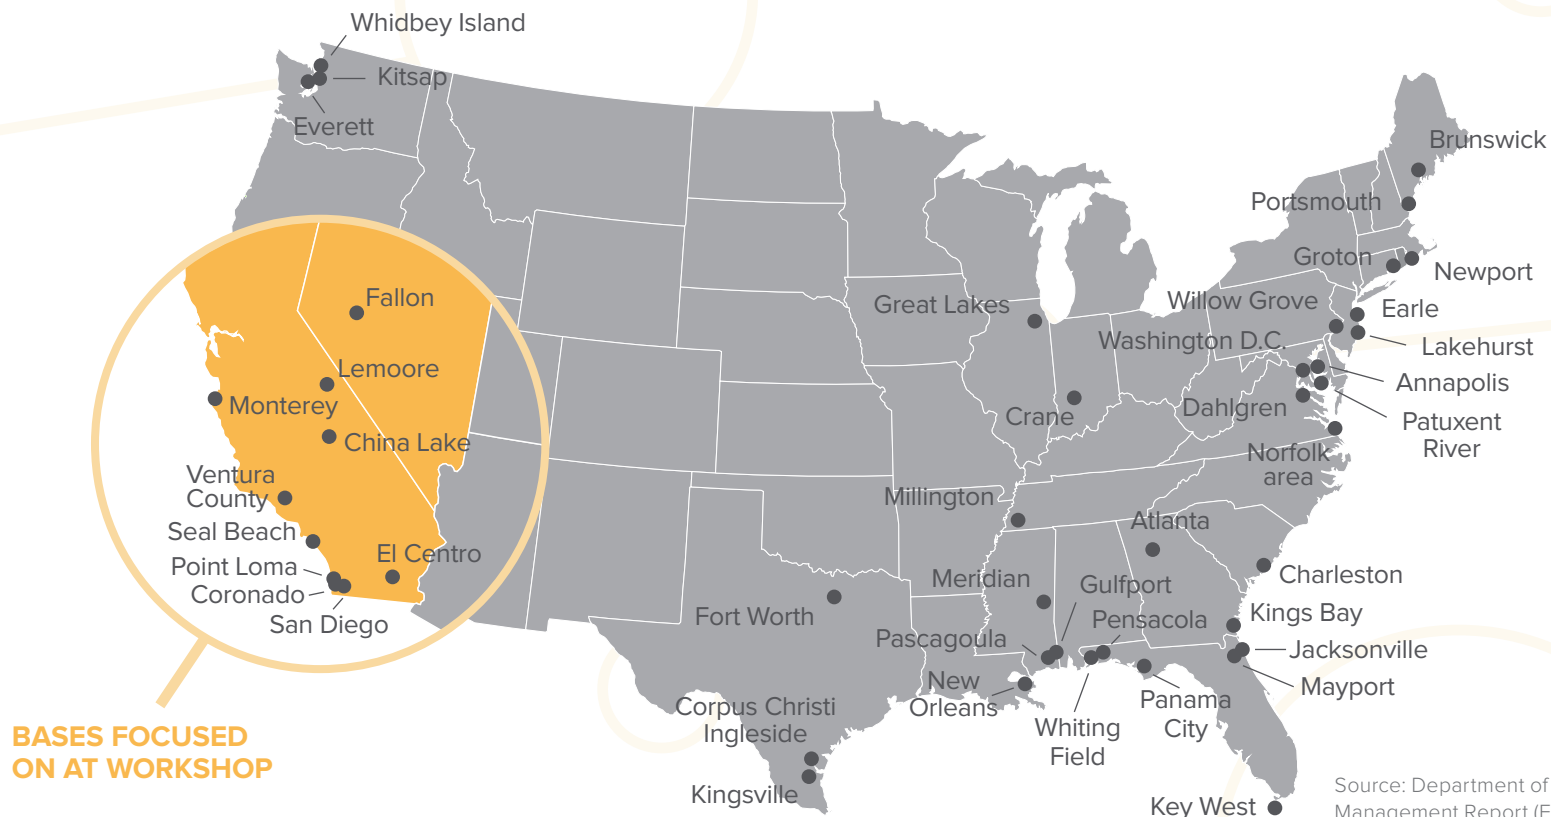 Whidbey Island
Kitsap
Everett
Brunswick
Portsmouth
Groton
Newport
Fallon
Great Lakes
Willow Grove
Earle
Washington D.C.
Lakehurst
Lemoore
Annapolis
Monterey
Crane
Dahlgren
Patuxent
River
China Lake
Norfolk
area
Ventura
County
Millington
Seal Beach
Atlanta
El Centro
Point Loma
Coronado
San Diego
Meridian
Gulfport
Charleston
Fort Worth
Kings Bay
Pensacola
Pascagoula
Jacksonville
New
Orleans
Mayport
Panama
City
Corpus Christi
Ingleside
Whiting
Field
BASES FOCUSED
ON AT WORKSHOP
Kingsville
Key West
Source: Department of
Management Report (F